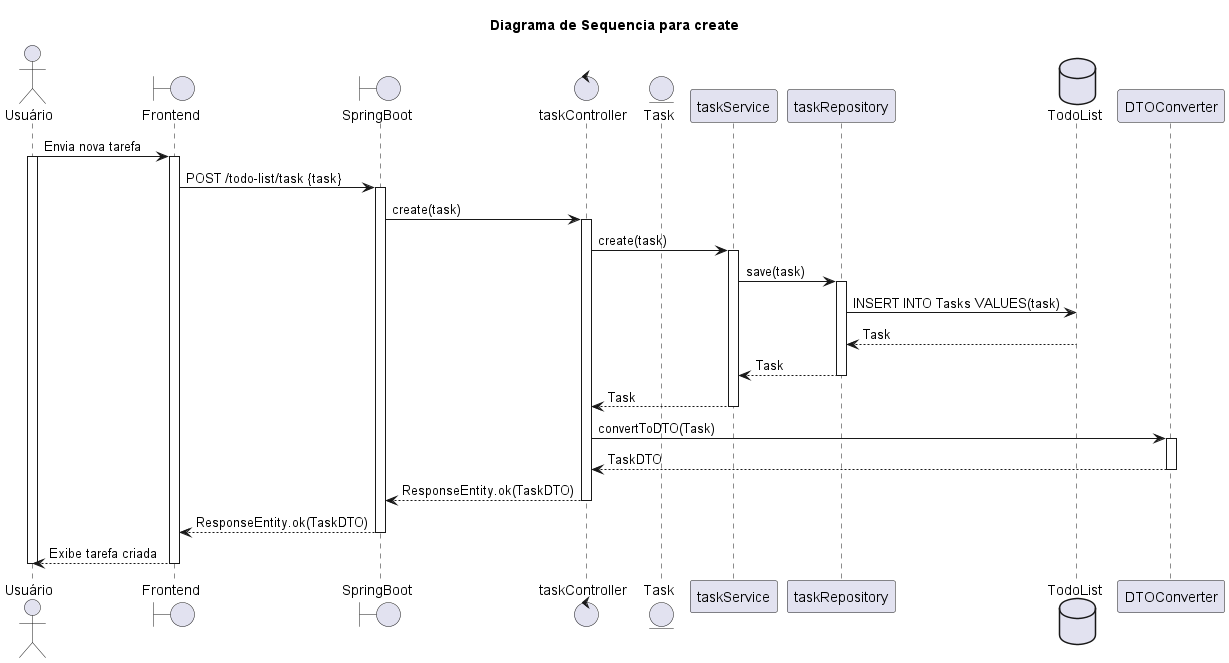 Diagrama de Sequencia para create
Usuário
Frontend
SpringBoot
taskController
Task
taskService
taskRepository
TodoList
DTOConverter
Envia nova tarefa
POST /todo-list/task {task}
create(task)
create(task)
save(task)
INSERT INTO Tasks VALUES(task)
Task
Task
Task
convertToDTO(Task)
TaskDTO
ResponseEntity.ok(TaskDTO)
ResponseEntity.ok(TaskDTO)
Exibe tarefa criada
Usuário
Frontend
SpringBoot
taskController
Task
taskService
taskRepository
TodoList
DTOConverter